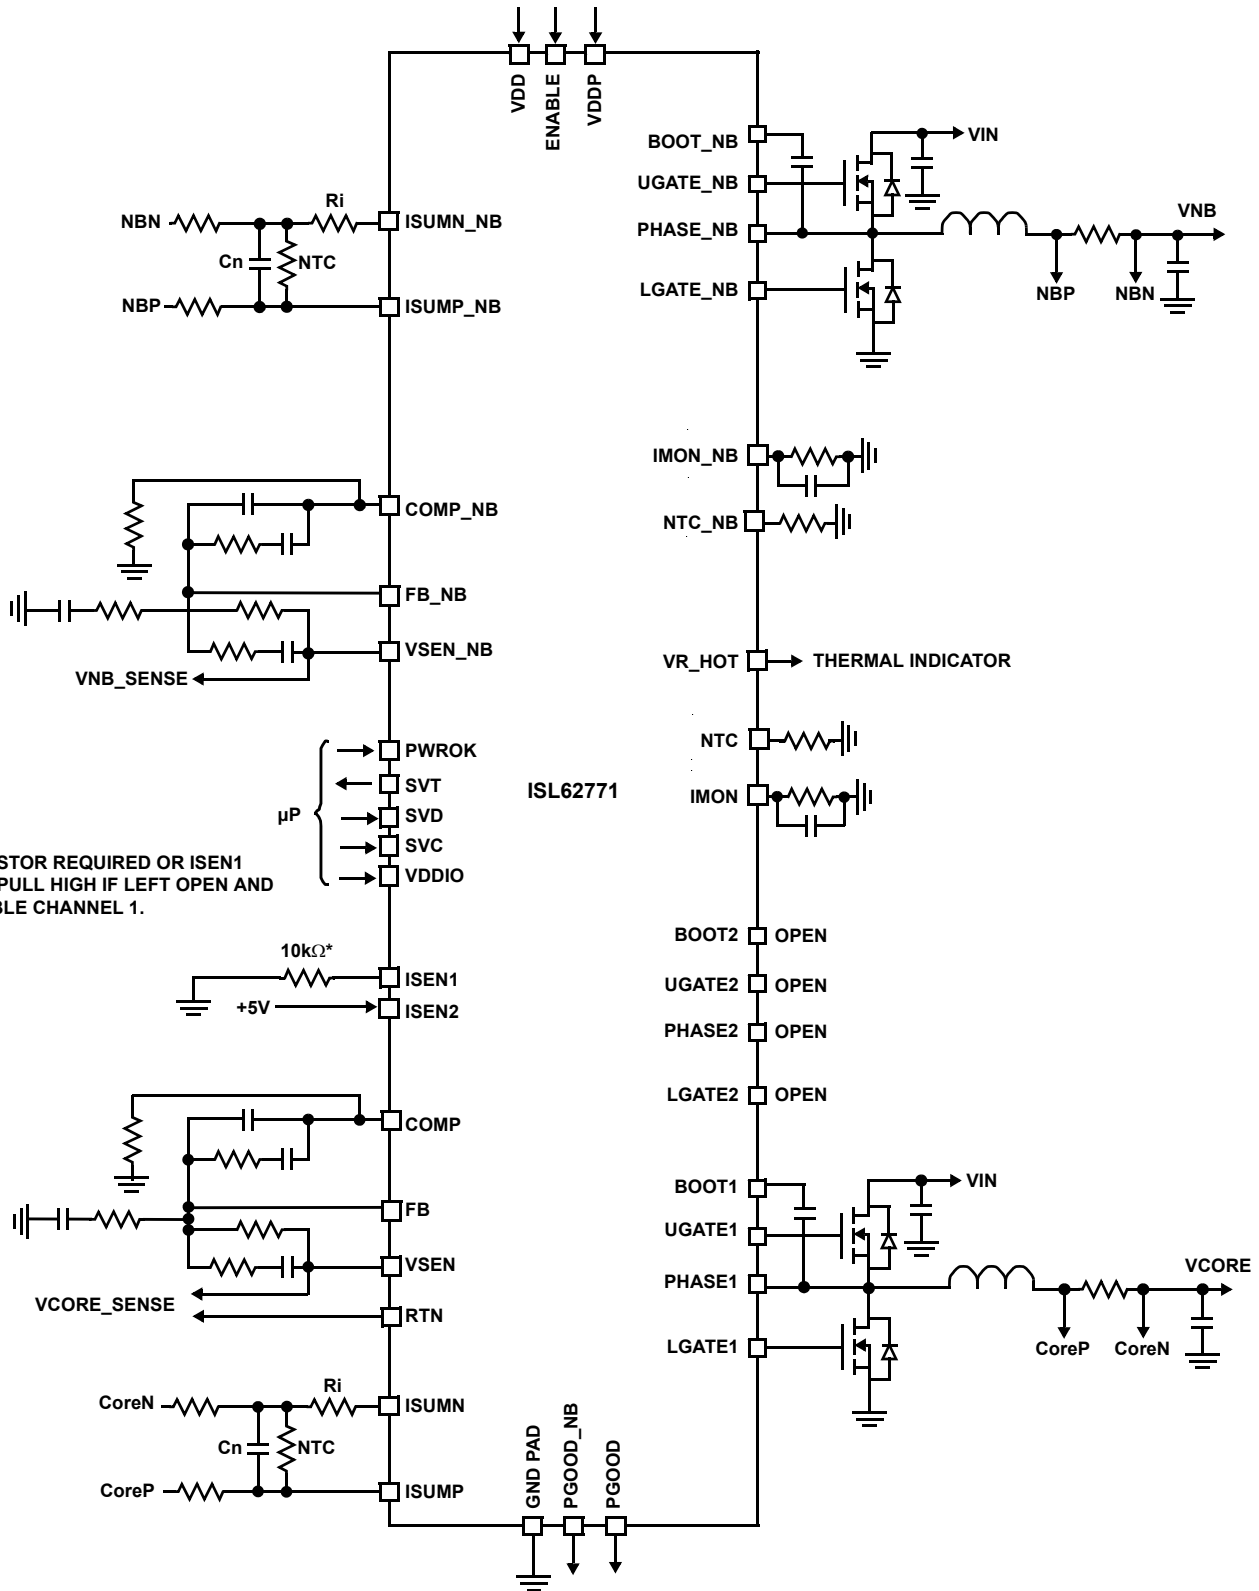 VDD
ENABLE
VDDP
BOOT_NB
VIN
UGATE_NB
PHASE_NB
VNB
LGATE_NB
NBP
NBN
NBN
Ri
ISUMN_NB
Cn
NTC
NBP
ISUMP_NB
IMON_NB
COMP_NB
NTC_NB
FB_NB
VSEN_NB
VNB_SENSE
VR_HOT
THERMAL INDICATOR
NTC
IMON
ISL62771
µP
PWROK
SVT
SVD
SVC
VDDIO
STOR REQUIRED OR ISEN1
PULL HIGH IF LEFT OPEN AND
BLE CHANNEL 1.
10kΩ*
ISEN1
+5V
ISEN2
BOOT2 OPEN
UGATE2 OPEN
PHASE2 OPEN
LGATE2 OPEN
COMP
FB
VSEN
VCORE_SENSE
RTN
BOOT1
VIN
UGATE1
PHASE1
VCORE
LGATE1
CoreP
CoreN
CoreN
Ri
ISUMN
Cn
NTC
CoreP
ISUMP
GND PAD
PGOOD_NB
PGOOD